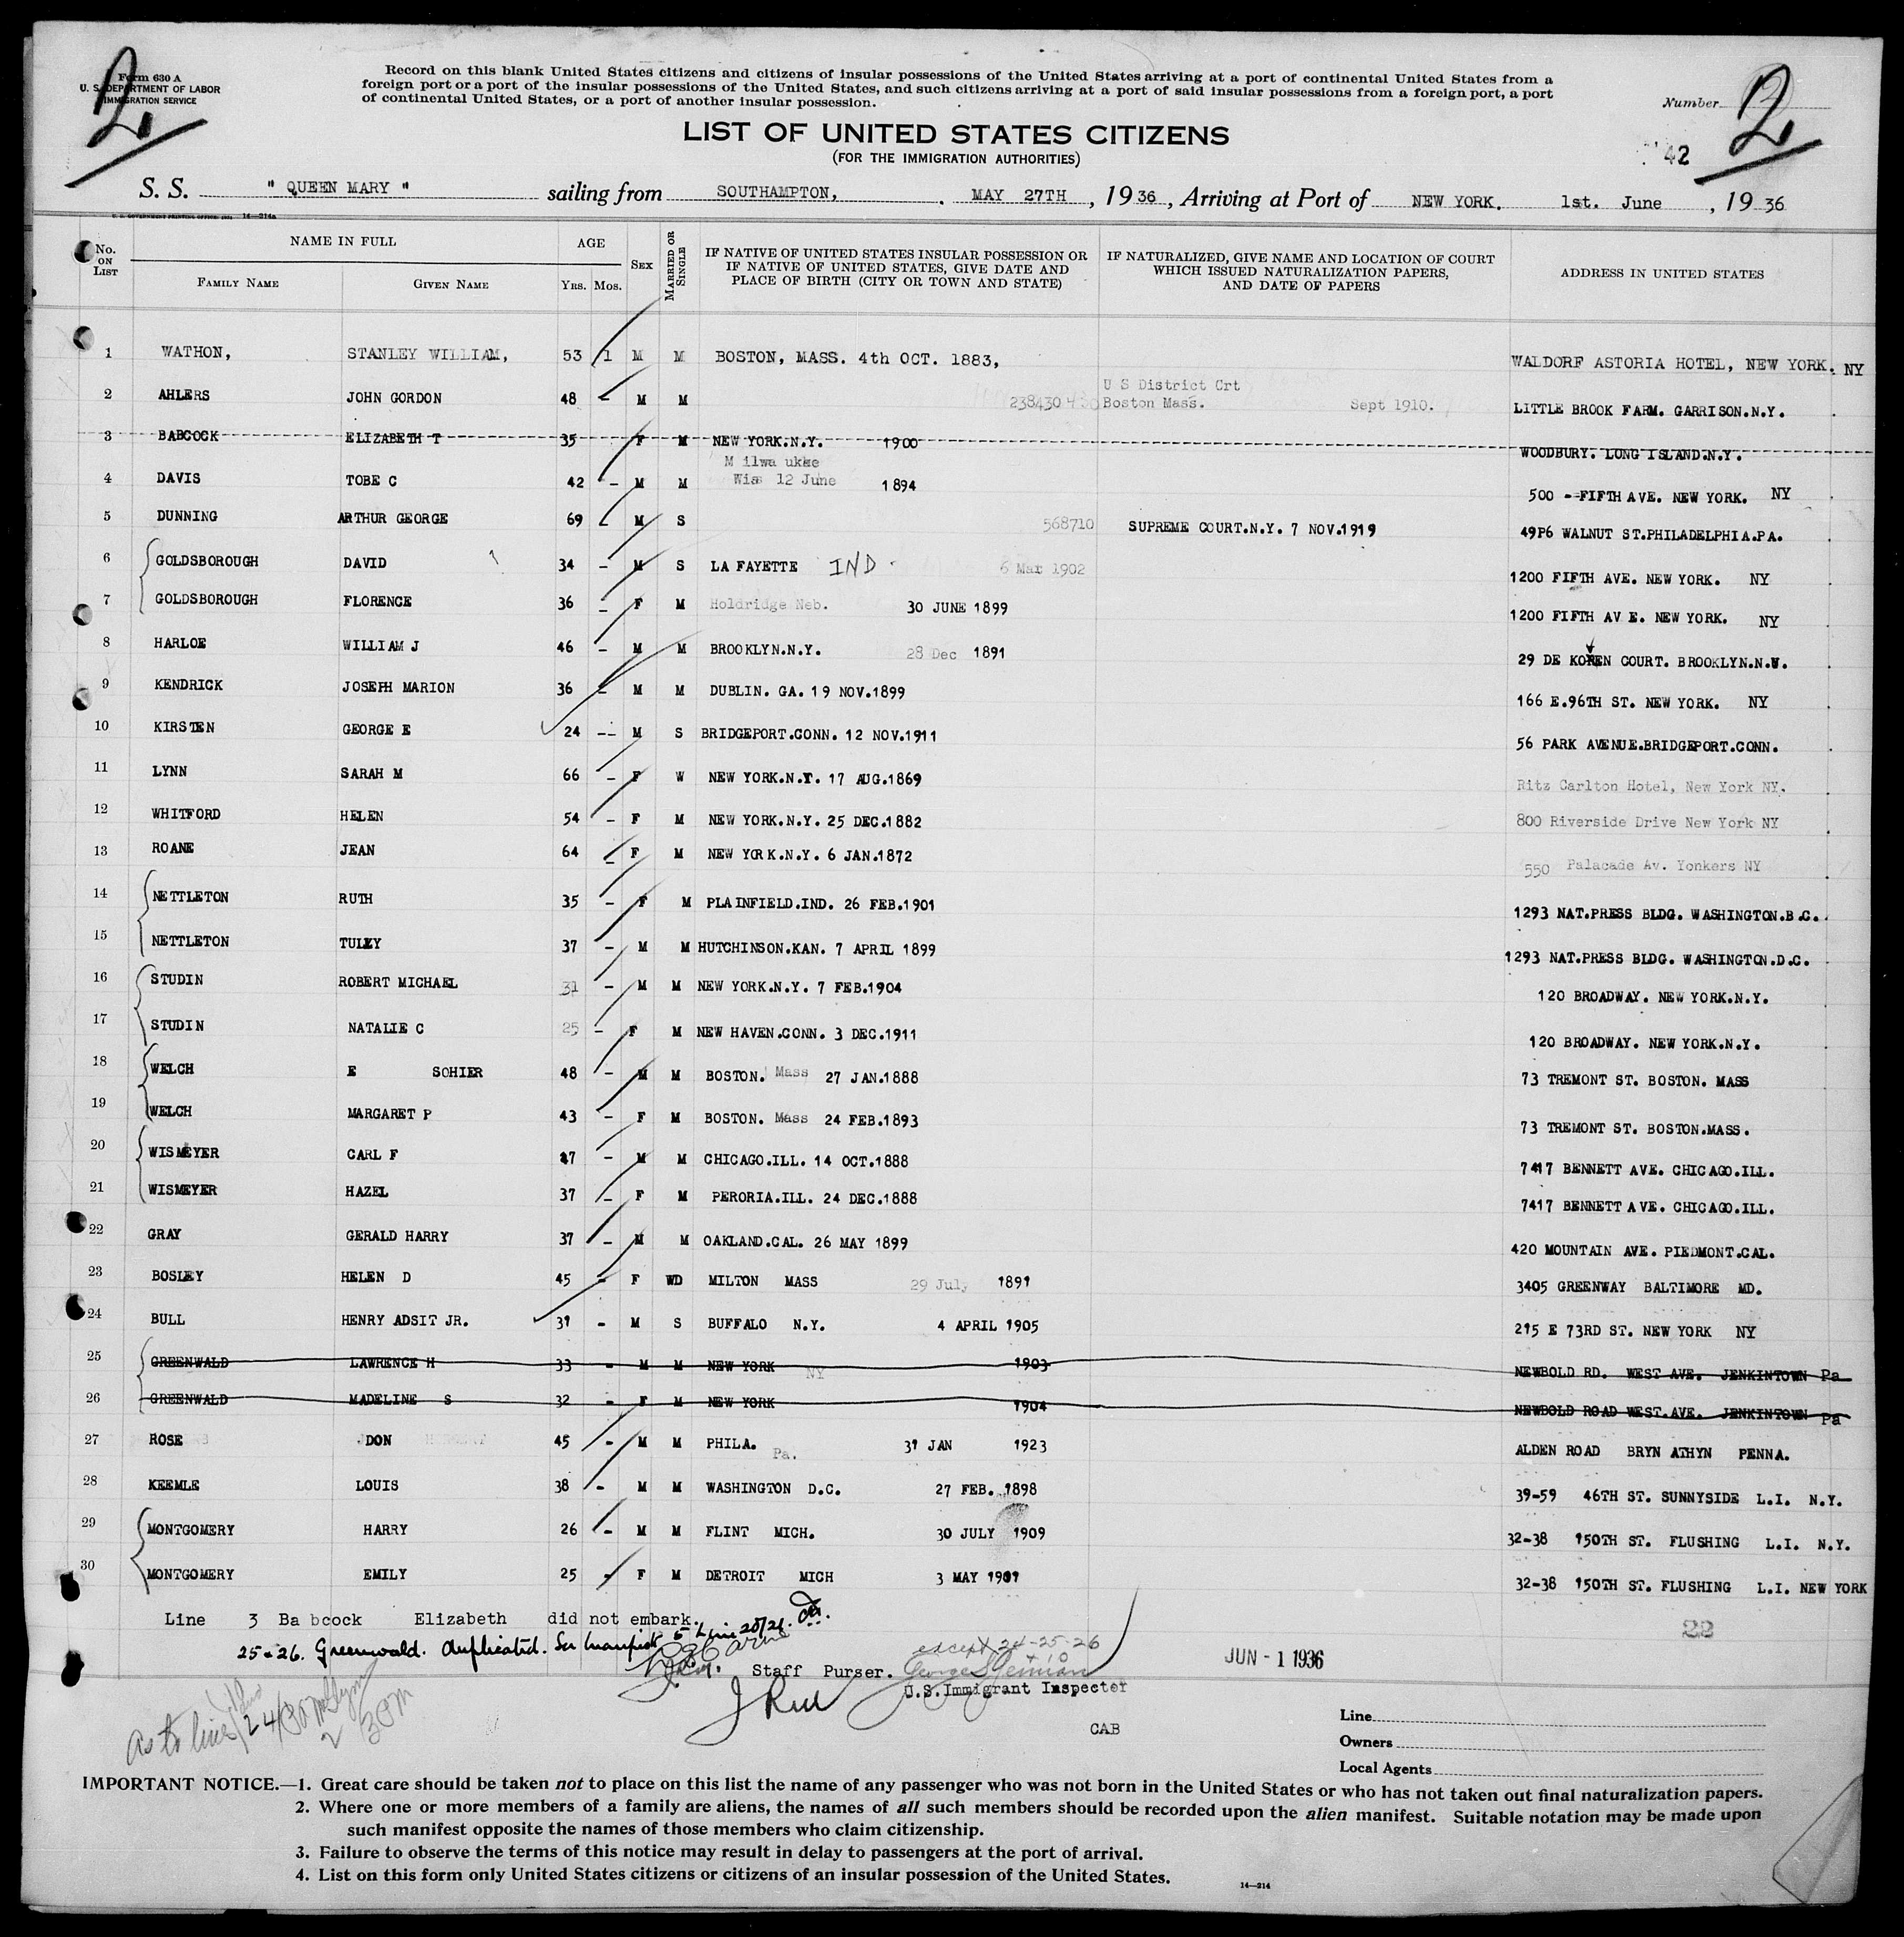 Form 630 A
U. S. DEPARTMENT OF LABOR
IMMIGRATION SERVICE
2
Record on this blank United States citizens and citizens of insular possessions of the United States arriving at a port of continental United States from a
foreign port or a port of the insular possessions of the United States, and such citizens arriving at a port of said insular possessions from a foreign port, a port
of continental United States, or a port of another insular possession.
Number 2
LIST OF UNITED STATES CITIZENS
(FOR THE IMMIGRATION AUTHORITIES)
42
S. S. " QUEEN MARY " sailing from SOUTHAMPTON, MAY 27TH, 1936, Arriving at Port of NEW YORK. 1st. June, 1936
U. S. GOVERNMENT PRINTING OFFICE: 1934 14—214a
No. ON LIST
NAME IN FULL
FAMILY NAME
GIVEN NAME
AGE
YRS. MOS.
SEX
MARRIED OR SINGLE
IF NATIVE OF UNITED STATES INSULAR POSSESSION OR
IF NATIVE OF UNITED STATES, GIVE DATE AND
PLACE OF BIRTH (CITY OR TOWN AND STATE)
IF NATURALIZED, GIVE NAME AND LOCATION OF COURT
WHICH ISSUED NATURALIZATION PAPERS,
AND DATE OF PAPERS
ADDRESS IN UNITED STATES
1 WATHON, STANLEY WILLIAM, 53 1 M M BOSTON, MASS. 4th OCT. 1883, WALDORF ASTORIA HOTEL, NEW YORK. NY
2 AHLERS JOHN GORDON 48 - M M 238430 U S District Crt Boston Mass. Sept 1910. LITTLE BROOK FARM. GARRISON.N.Y.
3 BABCOCK ELIZABETH T 35 F M NEW YORK.N.Y. 1900 WOODBURY. LONG ISLAND.N.Y.
4 DAVIS TOBE C 42 - M M M ilwa ukke Wis 12 June 1894 500 - FIFTH AVE. NEW YORK. NY
5 DUNNING ARTHUR GEORGE 69 - M S 568710 SUPREME COURT.N.Y. 7 NOV.1919 49P6 WALNUT ST.PHILADELPHIA.PA.
6 GOLDSBOROUGH DAVID 34 - M S LA FAYETTE IND. 6 Mar 1902 1200 FIFTH AVE. NEW YORK. NY
7 GOLDSBOROUGH FLORENCE 36 - F M Holdridge Neb. 30 JUNE 1899 1200 FIFTH AV E. NEW YORK. NY
8 HARLOE WILLIAM J 46 - M M BROOKLYN.N.Y. 28 Dec 1891 29 DE KOVEN COURT. BROOKLYN.N.Y.
9 KENDRICK JOSEPH MARION 36 - M M DUBLIN. GA. 19 NOV.1899 166 E.96TH ST. NEW YORK. NY
10 KIRSTEN GEORGE E 24 -- M S BRIDGEPORT.CONN. 12 NOV.1911 56 PARK AVENUE.BRIDGEPORT.CONN.
11 LYNN SARAH M 66 - F W NEW YORK.N.Y. 17 AUG.1869 Ritz Carlton Hotel, New York NY.
12 WHITFORD HELEN 54 - F M NEW YORK.N.Y. 25 DEC.1882 800 Riverside Drive New York NY
13 ROANE JEAN 64 - F M NEW YORK.N.Y. 6 JAN.1872 550 Palacade Av. Yonkers NY
14 NETTLETON RUTH 35 - F M PLAINFIELD.IND. 26 FEB.1901 1293 NAT.PRESS BLDG. WASHINGTON.D.C.
15 NETTLETON TULLY 37 - M M HUTCHINSON.KAN. 7 APRIL 1899 1293 NAT.PRESS BLDG. WASHINGTON.D.C.
16 STUDIN ROBERT MICHAEL 31 - M M NEW YORK.N.Y. 7 FEB.1904 120 BROADWAY. NEW YORK.N.Y.
17 STUDIN NATALIE C 25 - F M NEW HAVEN.CONN. 3 DEC.1911 120 BROADWAY. NEW YORK.N.Y.
18 WELCH E SOHIER 48 - M M BOSTON. Mass 27 JAN.1888 73 TREMONT ST. BOSTON. MASS
19 WELCH MARGARET P 43 - F M BOSTON. Mass 24 FEB.1893 73 TREMONT ST. BOSTON.MASS.
20 WISMEYER CARL F 47 - M M CHICAGO.ILL. 14 OCT.1888 7417 BENNETT AVE. CHICAGO.ILL.
21 WISMEYER HAZEL 37 - F M PERORIA.ILL. 24 DEC.1888 7417 BENNETT AVE. CHICAGO.ILL.
22 GRAY GERALD HARRY 37 - M M OAKLAND.CAL. 26 MAY 1899 420 MOUNTAIN AVE. PIEDMONT.CAL.
23 BOSLEY HELEN D 45 - F WD MILTON MASS 29 July 1891 3405 GREENWAY BALTIMORE MD.
24 BULL HENRY ADSIT JR. 31 - M S BUFFALO N.Y. 4 APRIL 1905 215 E 73RD ST. NEW YORK NY
25 GREENWALD LAWRENCE H 33 - M M NEW YORK NY 1903 NEWBOLD RD. WEST AVE. JENKINTOWN Pa
26 GREENWALD MADELINE S 32 - F M NEW YORK 1904 NEWBOLD ROAD WEST.AVE. JENKINTOWN Pa
27 ROSE DON 45 - M M PHILA. Pa. 31 JAN 1923 ALDEN ROAD BRYN ATHYN PENNA.
28 KEEMLE LOUIS 38 - M M WASHINGTON D.C. 27 FEB. 1898 39-59 46TH ST. SUNNYSIDE L.I. N.Y.
29 MONTGOMERY HARRY 26 - M M FLINT MICH. 30 JULY 1909 32-38 150TH ST. FLUSHING L.I. N.Y.
30 MONTGOMERY EMILY 25 - F M DETROIT MICH 3 MAY 1911 32-38 150TH ST. FLUSHING L.I. NEW YORK
Line 3 Ba bcock Elizabeth did not embark.
25-26. Greenwald. duplicated. See Manifest 5 Line 20/21.
22
except 24-25-26
JUN - 1 1936
Staff Purser.
U.S.Immigrant Inspector
CAB
As to lines
Line
Owners
Local Agents
IMPORTANT NOTICE.—1. Great care should be taken not to place on this list the name of any passenger who was not born in the United States or who has not taken out final naturalization papers.
2. Where one or more members of a family are aliens, the names of all such members should be recorded upon the alien manifest. Suitable notation may be made upon
such manifest opposite the names of those members who claim citizenship.
3. Failure to observe the terms of this notice may result in delay to passengers at the port of arrival.
4. List on this form only United States citizens or citizens of an insular possession of the United States.
14—214